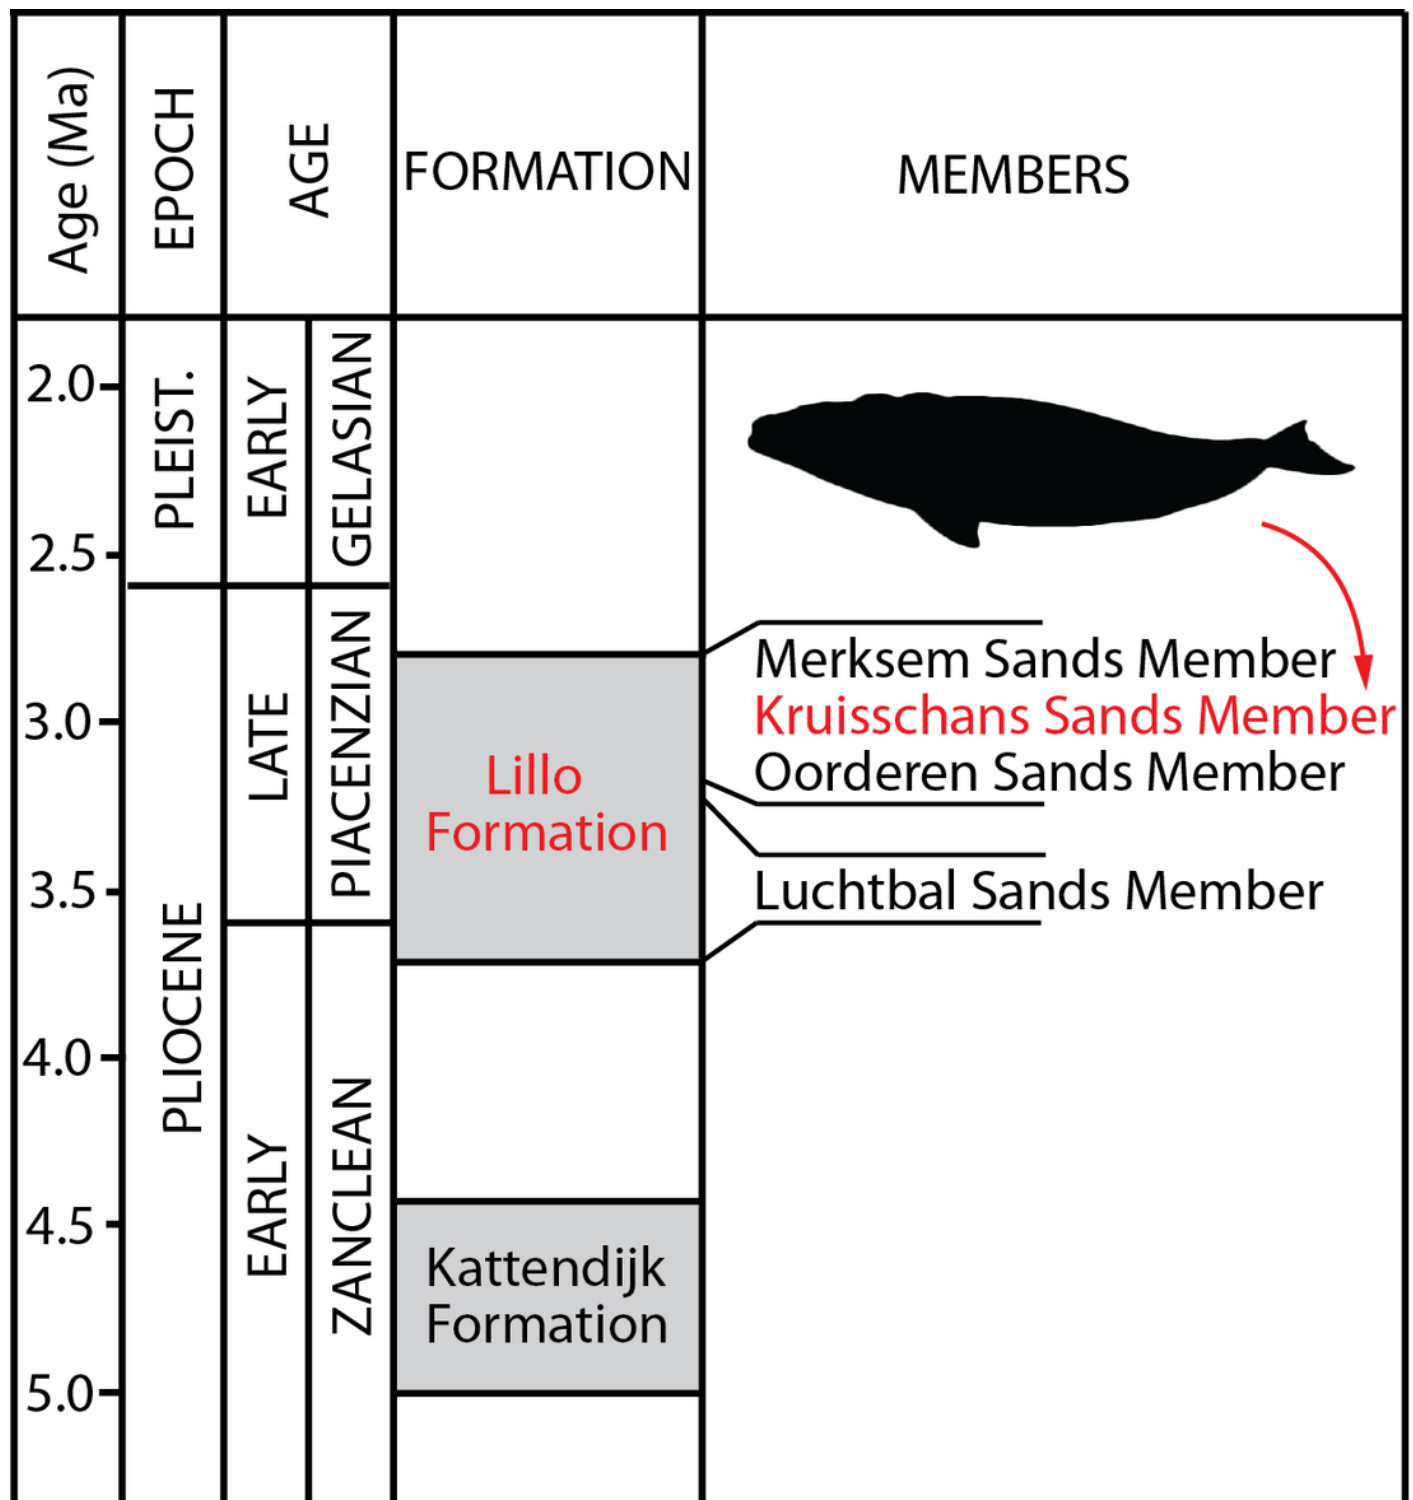 Age (Ma)
EPOCH
AGE
FORMATION
MEMBERS
2.0
2.5
3.0
3.5
4.0
4.5
5.0
PLEIST.
PLIOCENE
EARLY
LATE
EARLY
GELASIAN
PIACENZIAN
ZANCLEAN
Lillo
Formation
Kattendijk
Formation
Merksem Sands Member
Kruisschans Sands Member
Oorderen Sands Member
Luchtbal Sands Member